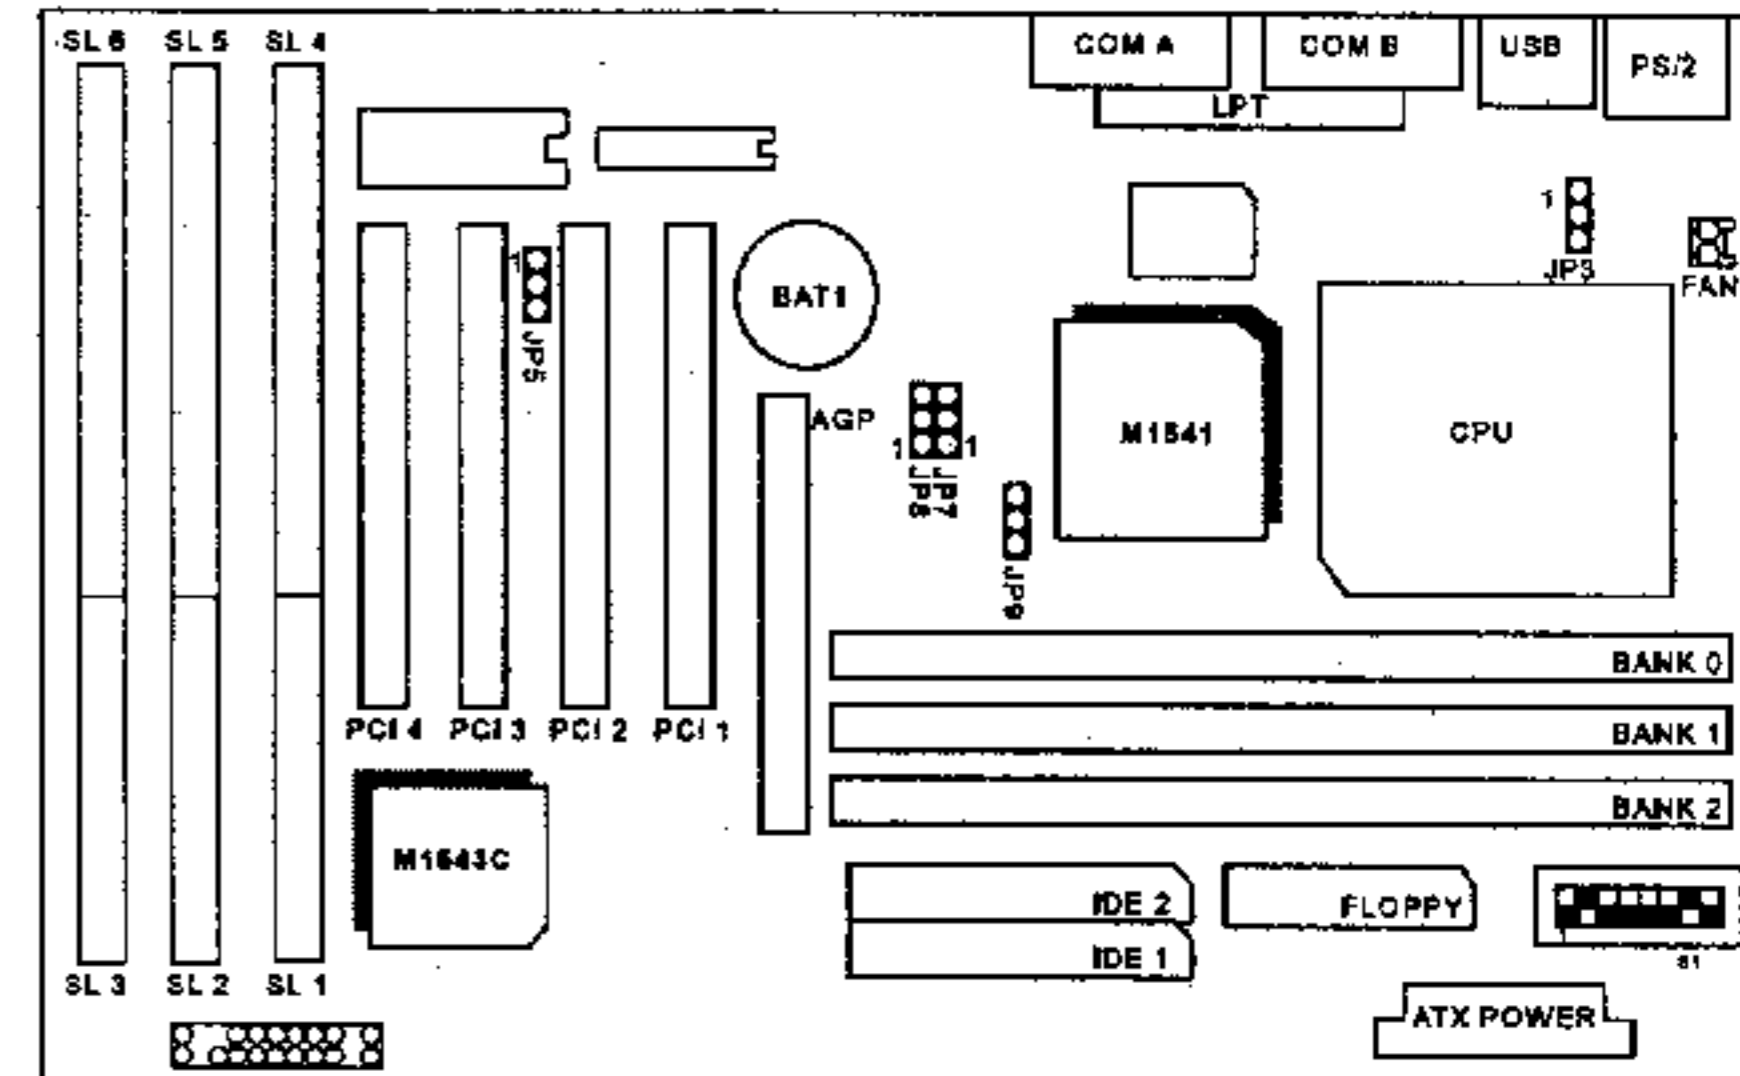 SL 6 SL 5 SL 4
COM A COM B USB PS/2
LPT
1
JP3
FAN
1
JP5
BAT1
AGP
1 1
JP7
M1541
CPU
JP9
BANK 0
PCI 4 PCI 3 PCI 2 PCI 1
BANK 1
BANK 2
M1543C
IDE 2 FLOPPY
IDE 1
S1
SL 3 SL 2 SL 1
ATX POWER